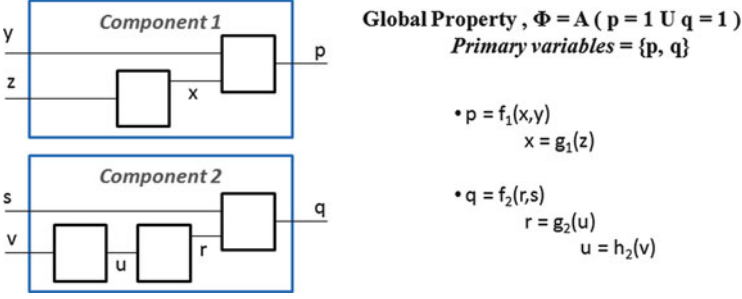 Component 1
y
z
x
p
Component 2
s
v
u
r
q
Global Property , Φ = A ( p = 1 U q = 1 )
Primary variables = {p, q}
• p = f₁(x,y)
x = g₁(z)
• q = f₂(r,s)
r = g₂(u)
u = h₂(v)